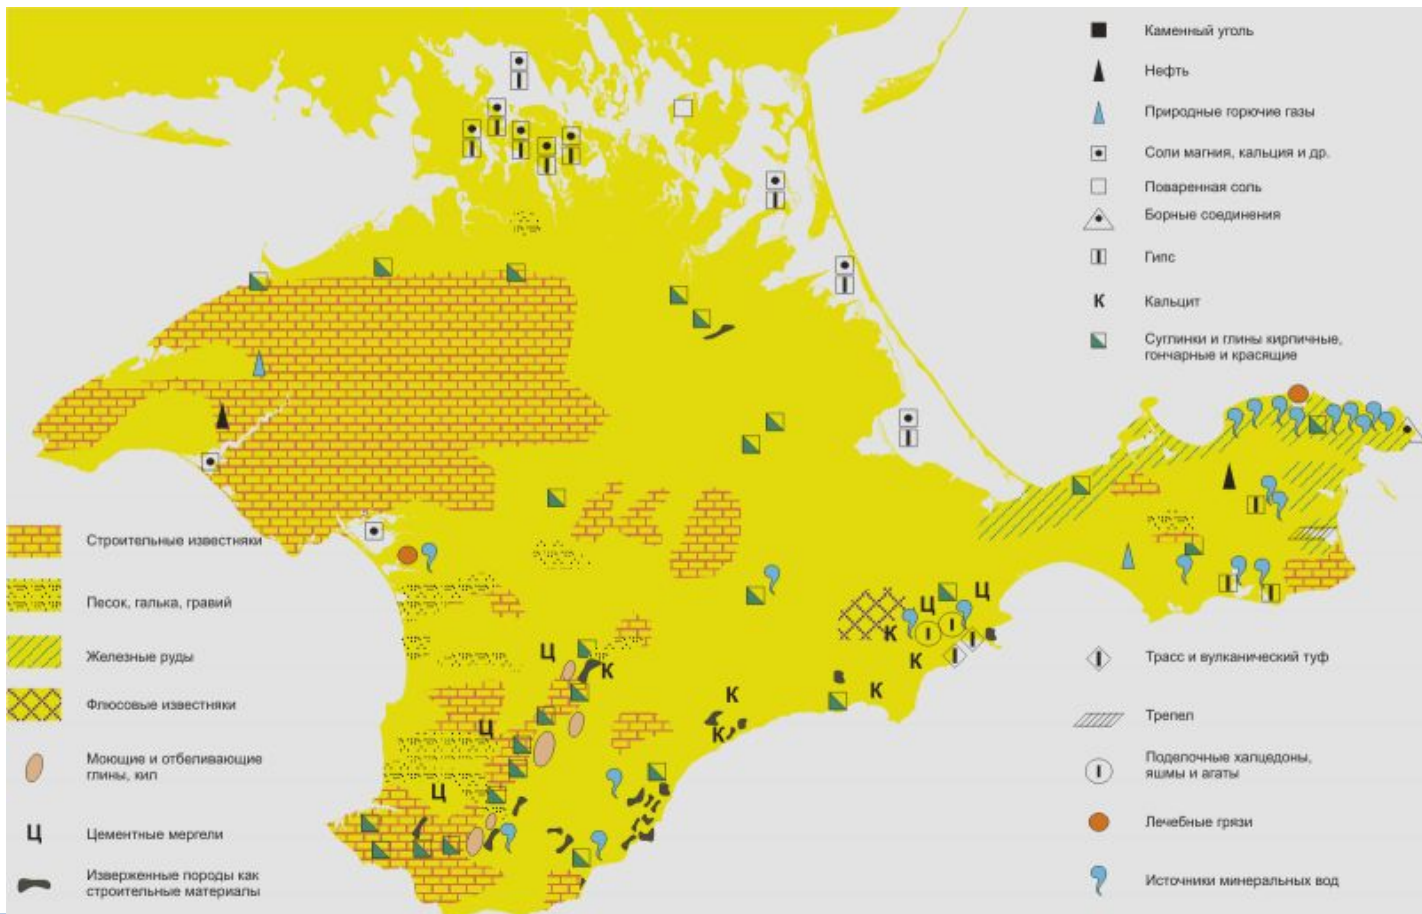 Каменный уголь
Нефть
Природные горючие газы
Соли магния, кальция и др.
Поваренная соль
Борные соединения
Гипс
К
Кальцит
Суглинки и глины кирпичные,
гончарные и красящие
Строительные известняки
Песок, галька, гравий
Железные руды
Флюсовые известняки
Моющие и отбеливающие
глины, кил
Ц
Цементные мергели
Изверженные породы как
строительные материалы
Ц
Ц
К
К
Ц
К
К
К
Ц
К
Ц
Ц
Трасс и вулканический туф
Трепел
Поделочные халцедоны,
яшмы и агаты
Лечебные грязи
Источники минеральных вод